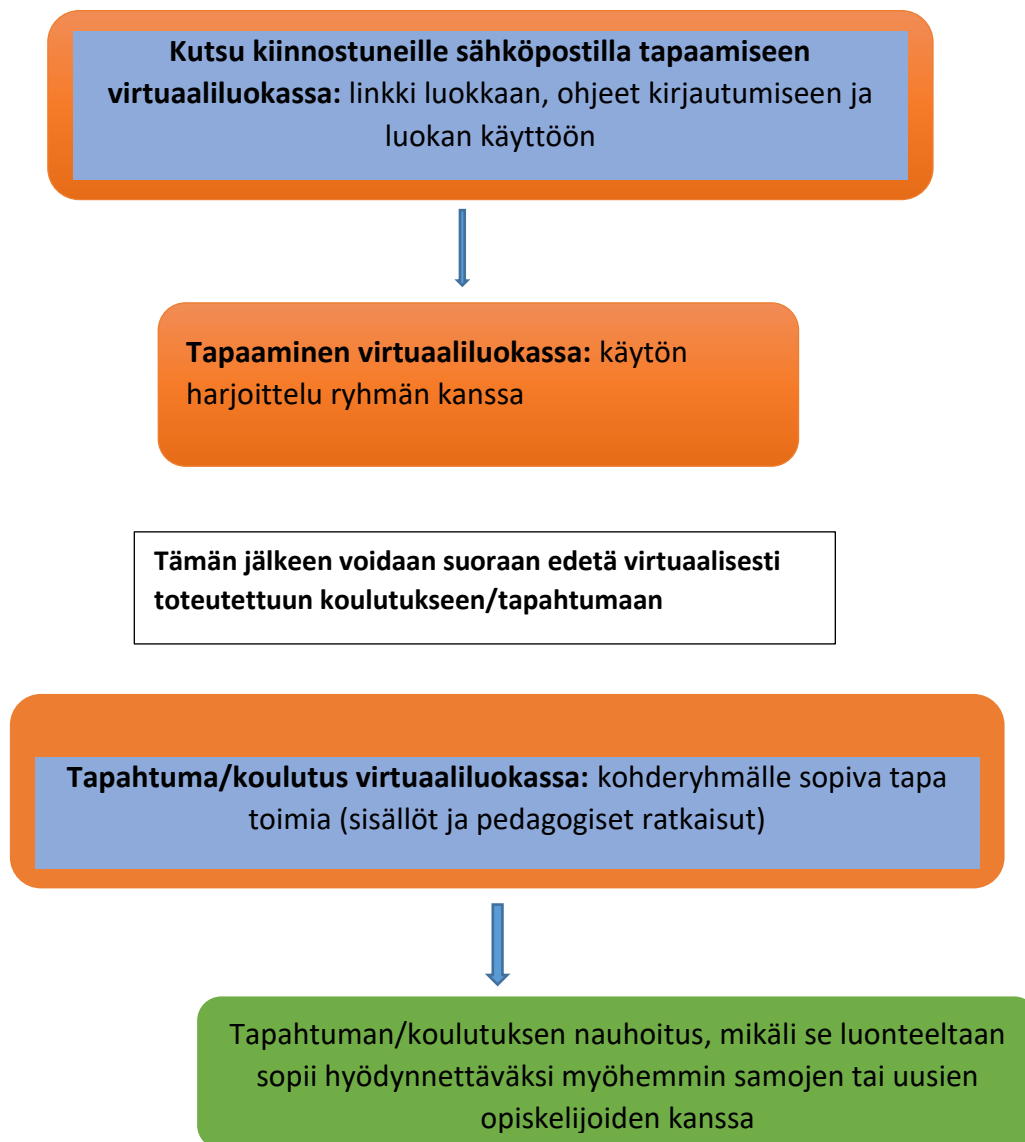 Kutsu kiinnostuneille sähköpostilla tapaamiseen
virtuaaliluokassa: linkki luokkaan, ohjeet kirjautumiseen ja
luokan käyttöön
Tapaaminen virtuaaliluokassa: käytön
harjoittelu ryhmän kanssa
Tämän jälkeen voidaan suoraan edetä virtuaalisesti
toteutettuun koulutukseen/tapahtumaan
Tapahtuma/koulutus virtuaaliluokassa: kohderyhmälle sopiva tapa
toimia (sisällöt ja pedagogiset ratkaisut)
Tapahtuman/koulutuksen nauhoitus, mikäli se luonteeltaan
sopii hyödynnettäväksi myöhemmin samojen tai uusien
opiskelijoiden kanssa